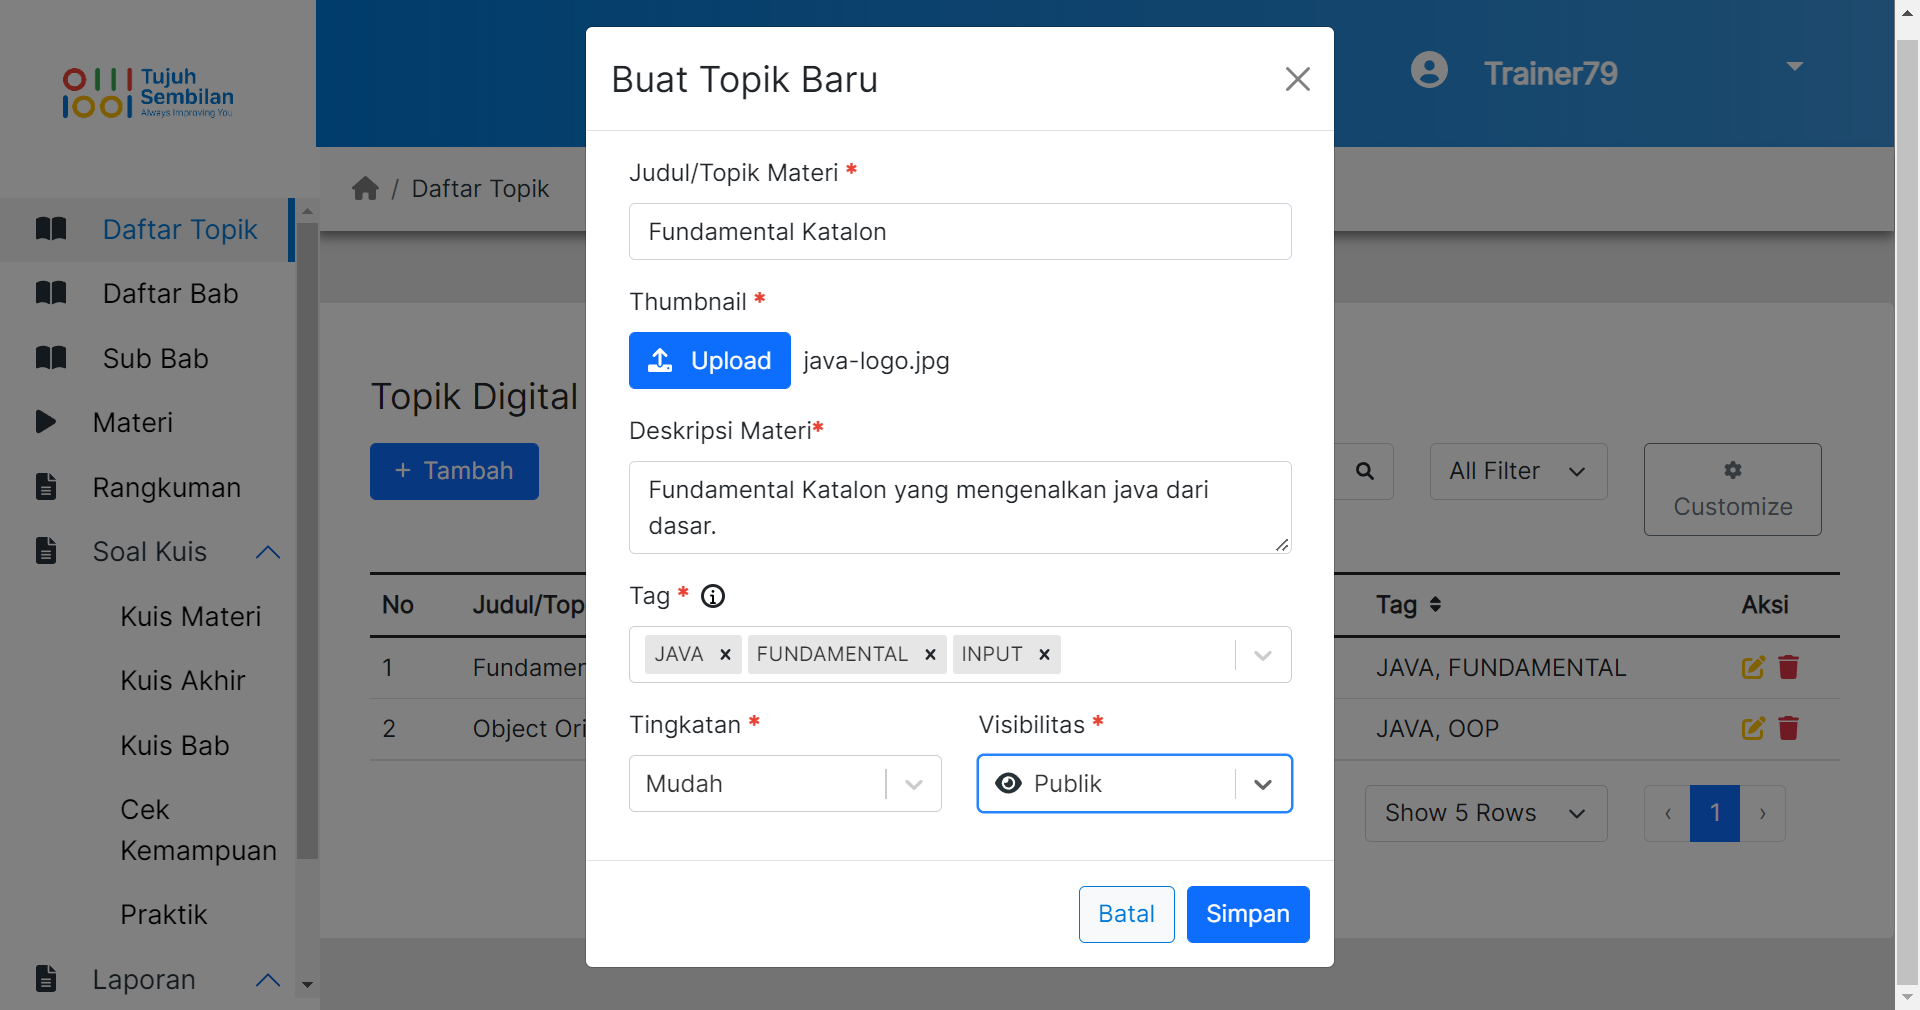 Tujuh
Sembilan
Always Improving You
Daftar Topik
Daftar Bab
Sub Bab
Materi
Rangkuman
Soal Kuis
Kuis Materi
Kuis Akhir
Kuis Bab
Cek
Kemampuan
Praktik
Laporan
Trainer79
/ Daftar Topik
Topik Digital
+ Tambah
All Filter
Customize
No Judul/Top Tag Aksi
1 Fundamer JAVA, FUNDAMENTAL
2 Object Ori JAVA, OOP
Show 5 Rows
‹ 1 ›
Buat Topik Baru
Judul/Topik Materi *
Fundamental Katalon
Thumbnail *
Upload java-logo.jpg
Deskripsi Materi*
Fundamental Katalon yang mengenalkan java dari
dasar.
Tag *
JAVA × FUNDAMENTAL × INPUT ×
Tingkatan * Visibilitas *
Mudah Publik
Batal Simpan